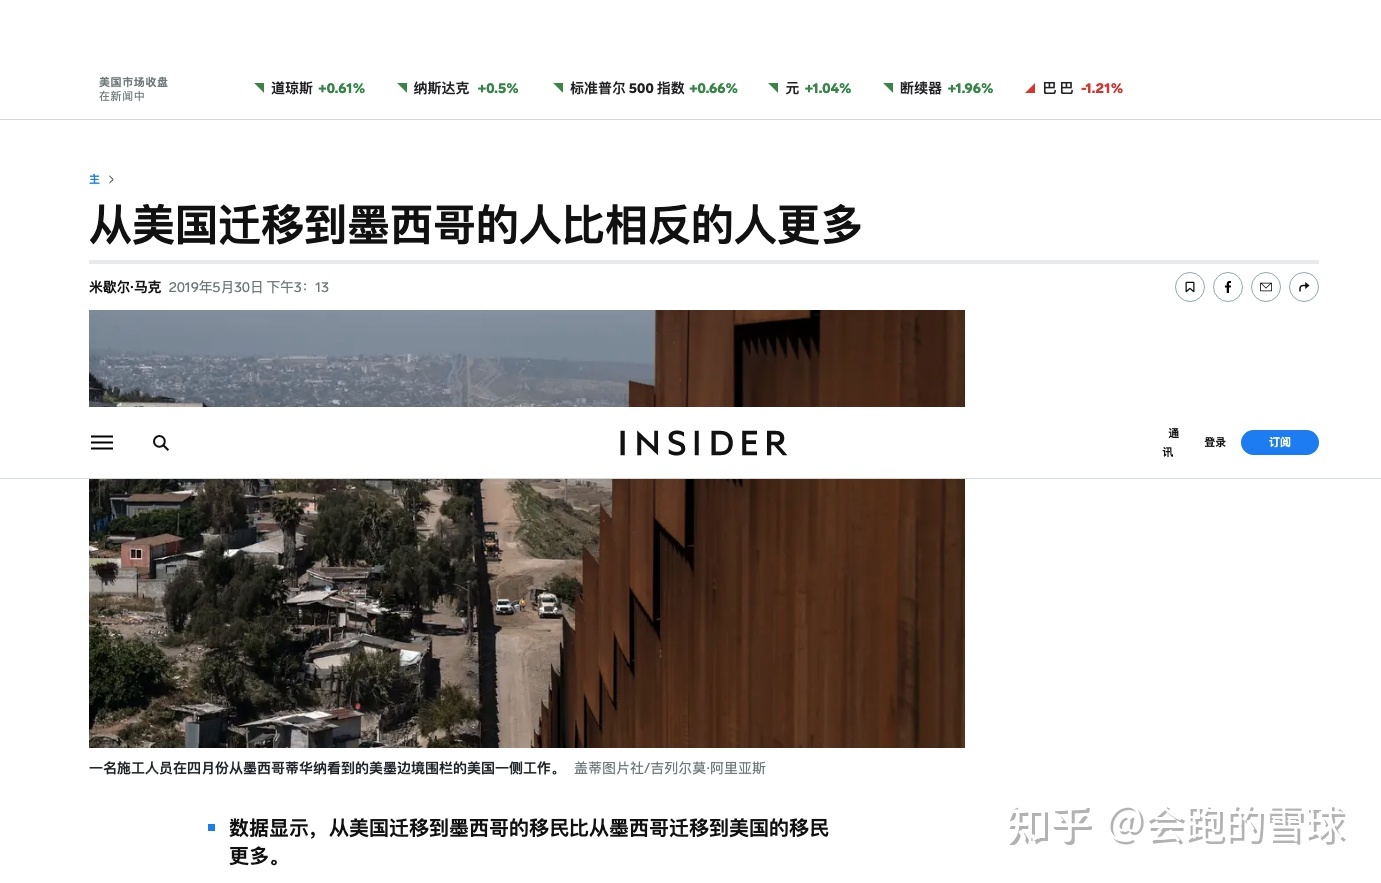 美国市场收盘
在新闻中
道琼斯 +0.61% 纳斯达克 +0.5% 标准普尔 500 指数 +0.66% 元 +1.04% 断续器 +1.96% 巴 巴 -1.21%
主 >
从美国迁移到墨西哥的人比相反的人更多
米歇尔·马克 2019年5月30日 下午3：13
INSIDER
通
讯
登录
订阅
一名施工人员在四月份从墨西哥蒂华纳看到的美墨边境围栏的美国一侧工作。 盖蒂图片社/吉列尔莫·阿里亚斯
数据显示，从美国迁移到墨西哥的移民比从墨西哥迁移到美国的移民
更多。
知乎 @会跑的雪球